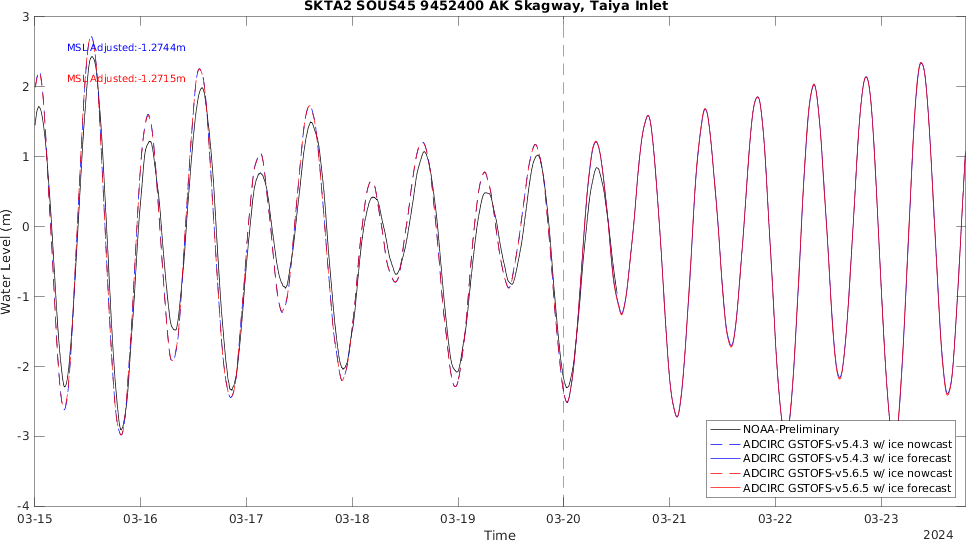 SKTA2 SOUS45 9452400 AK Skagway, Taiya Inlet
3
MSL Adjusted:-1.2744m
MSL Adjusted:-1.2715m
2
1
0
-1
-2
-3
-4
Water Level (m)
NOAA-Preliminary
ADCIRC GSTOFS-v5.4.3 w/ ice nowcast
ADCIRC GSTOFS-v5.4.3 w/ ice forecast
ADCIRC GSTOFS-v5.6.5 w/ ice nowcast
ADCIRC GSTOFS-v5.6.5 w/ ice forecast
03-15 03-16 03-17 03-18 03-19 03-20 03-21 03-22 03-23
Time
2024